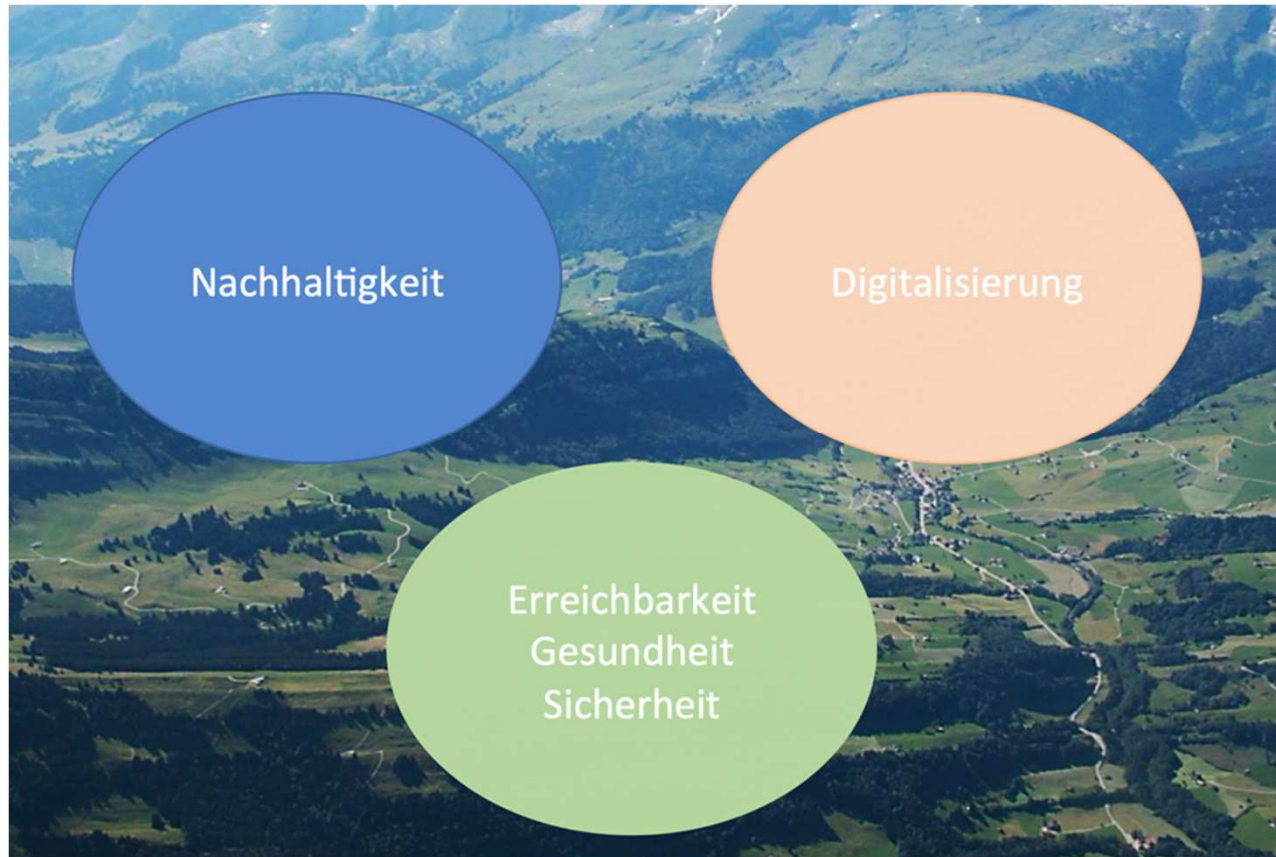 Nachhaltigkeit
Digitalisierung
Erreichbarkeit
Gesundheit
Sicherheit